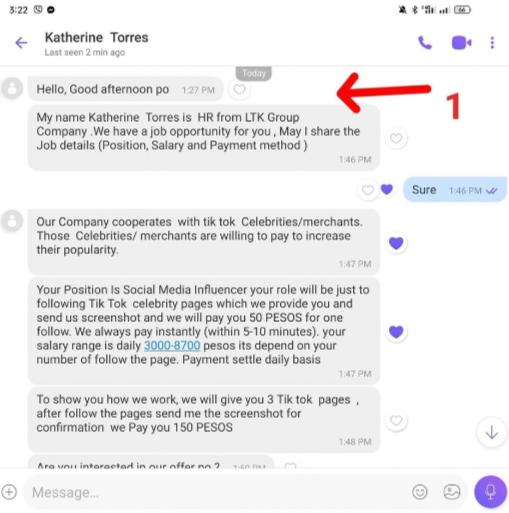 3:22
66
Katherine Torres
Last seen 2 min ago
Today
Hello, Good afternoon po 1:27 PM
1
My name Katherine Torres is HR from LTK Group
Company .We have a job opportunity for you , May I share the
Job details (Position, Salary and Payment method )
1:46 PM
Sure 1:46 PM
Our Company cooperates with tik tok Celebrities/merchants.
Those Celebrities/ merchants are willing to pay to increase
their popularity.
1:47 PM
Your Position Is Social Media Influencer your role will be just to
following Tik Tok celebrity pages which we provide you and
send us screenshot and we will pay you 50 PESOS for one
follow. We always pay instantly (within 5-10 minutes). your
salary range is daily 3000-8700 pesos its depend on your
number of follow the page. Payment settle daily basis
1:47 PM
To show you how we work, we will give you 3 Tik tok pages ,
after follow the pages send me the screenshot for
confirmation we Pay you 150 PESOS
1:48 PM
Are you interested in our offer po ? 1:50 PM
Message...